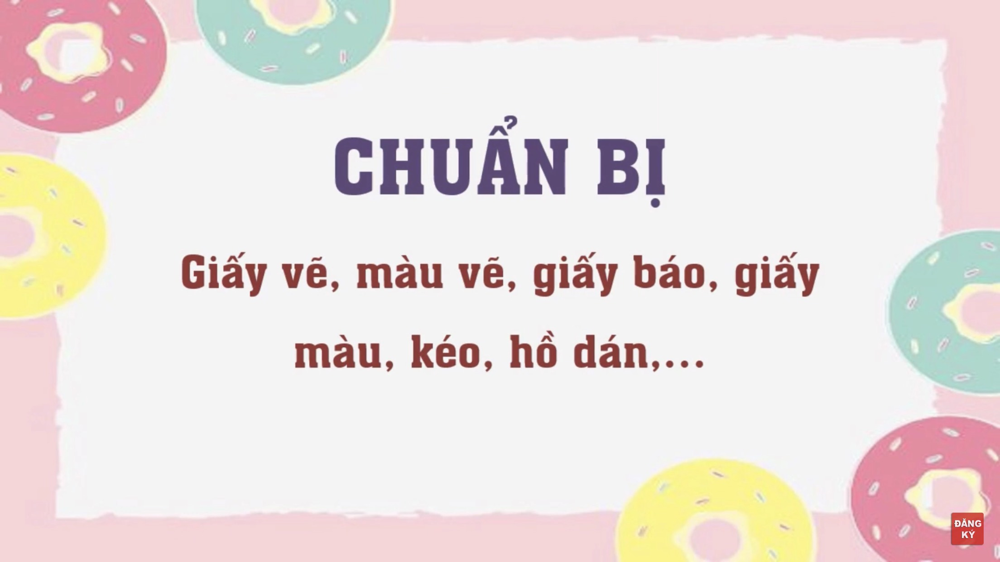 CHUẨN BỊ
Giấy vẽ, màu vẽ, giấy báo, giấy
màu, kéo, hồ dán,...
ĐĂNG
KÝ